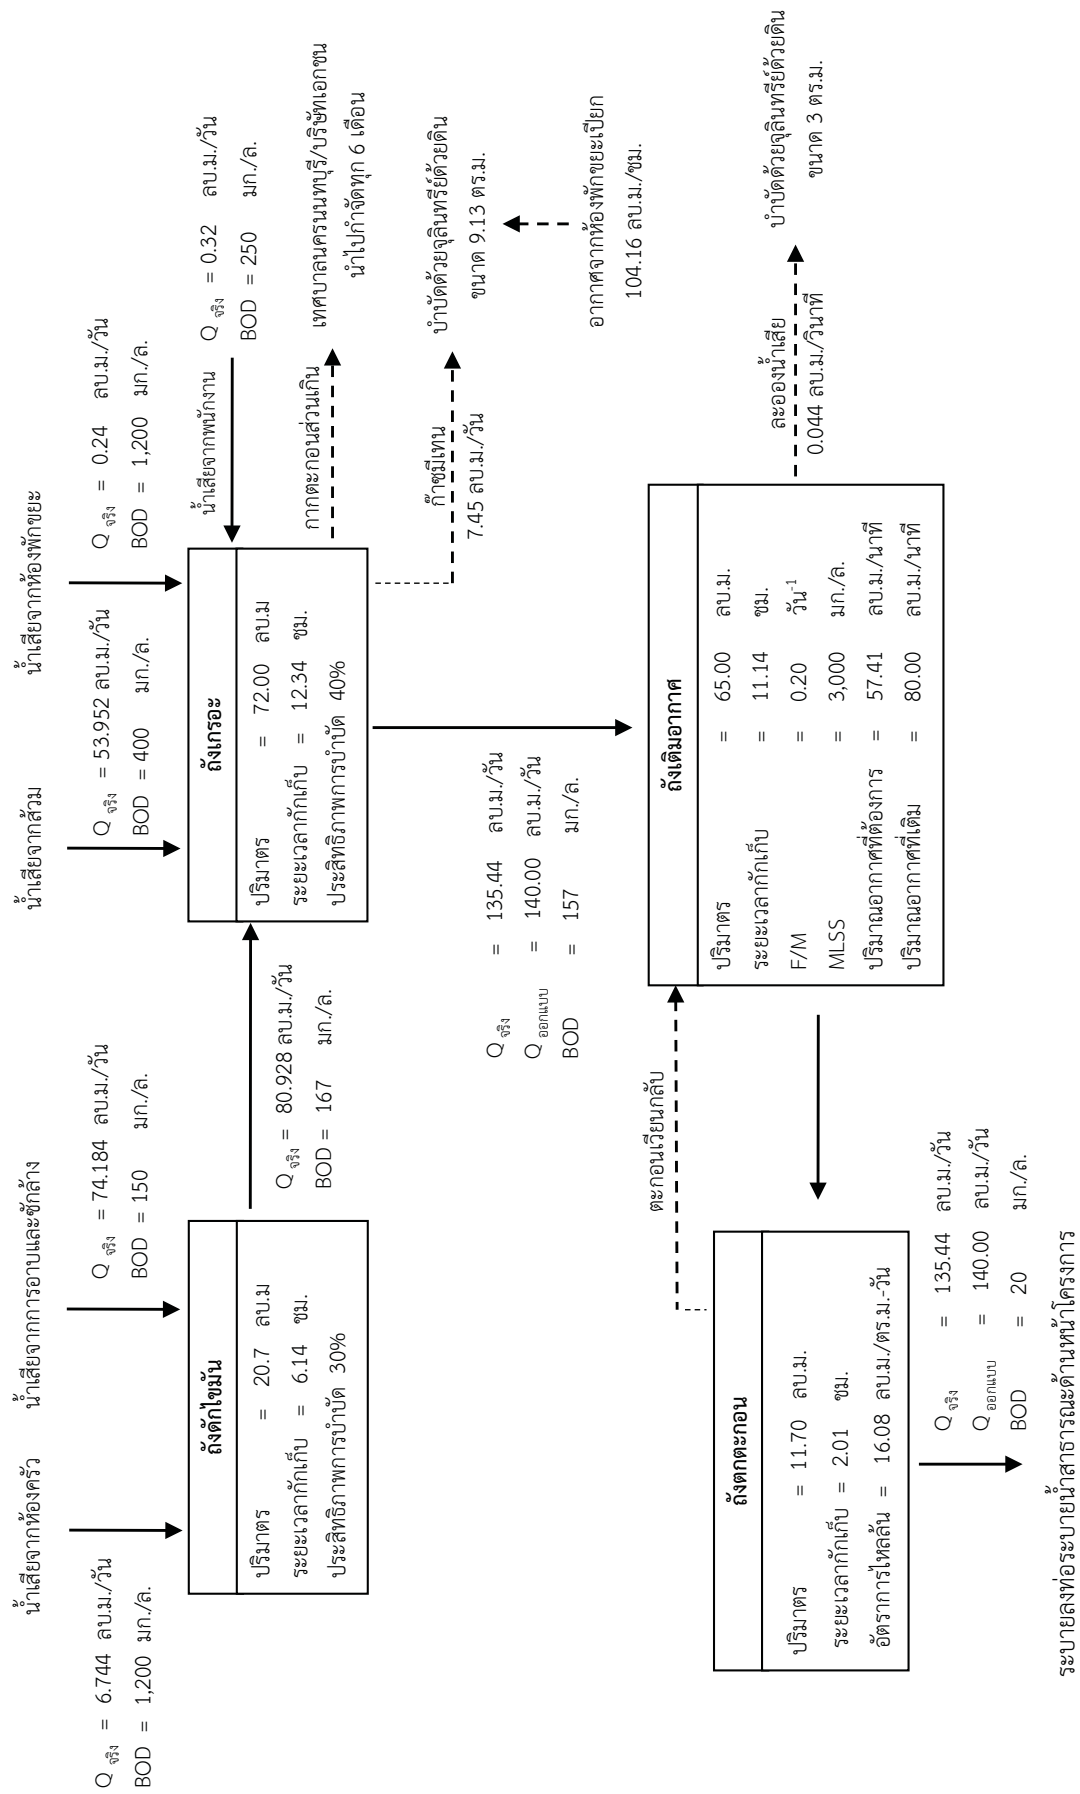 น้ำเสียจากห้องครัว
น้ำเสียจากการอาบและซักล้าง
น้ำเสียจากส้วม
น้ำเสียจากห้องพักขยะ
Q จริง = 6.744 ลบ.ม./วัน
BOD = 1,200 มก./ล.
Q จริง = 74.184 ลบ.ม./วัน
BOD = 150 มก./ล.
Q จริง = 53.952 ลบ.ม./วัน
BOD = 400 มก./ล.
Q จริง = 0.24 ลบ.ม./วัน
BOD = 1,200 มก./ล.
ถังดักไขมัน
ปริมาตร = 20.7 ลบ.ม
ระยะเวลากักเก็บ = 6.14 ชม.
ประสิทธิภาพการบำบัด 30%
Q จริง = 80.928 ลบ.ม./วัน
BOD = 167 มก./ล.
ถังเกรอะ
ปริมาตร = 72.00 ลบ.ม
ระยะเวลากักเก็บ = 12.34 ชม.
ประสิทธิภาพการบำบัด 40%
น้ำเสียจากพนักงาน
Q จริง = 0.32 ลบ.ม./วัน
BOD = 250 มก./ล.
กากตะกอนส่วนเกิน
เทศบาลนครนนทบุรี/บริษัทเอกชน
นำไปกำจัดทุก 6 เดือน
ก๊าซมีเทน
7.45 ลบ.ม./วัน
บำบัดด้วยจุลินทรีย์ด้วยดิน
ขนาด 9.13 ตร.ม.
อากาศจากห้องพักขยะเปียก
104.16 ลบ.ม./ชม.
Q จริง = 135.44 ลบ.ม./วัน
Q ออกแบบ = 140.00 ลบ.ม./วัน
BOD = 157 มก./ล.
ตะกอนเวียนกลับ
ถังเติมอากาศ
ปริมาตร = 65.00 ลบ.ม.
ระยะเวลากักเก็บ = 11.14 ชม.
F/M = 0.20 วัน-1
MLSS = 3,000 มก./ล.
ปริมาณอากาศที่ต้องการ = 57.41 ลบ.ม./นาที
ปริมาณอากาศที่เติม = 80.00 ลบ.ม./นาที
ละอองน้ำเสีย
0.044 ลบ.ม./วินาที
บำบัดด้วยจุลินทรีย์ด้วยดิน
ขนาด 3 ตร.ม.
ถังตกตะกอน
ปริมาตร = 11.70 ลบ.ม.
ระยะเวลากักเก็บ = 2.01 ชม.
อัตราการไหลล้น = 16.08 ลบ.ม./ตร.ม.-วัน
Q จริง = 135.44 ลบ.ม./วัน
Q ออกแบบ = 140.00 ลบ.ม./วัน
BOD = 20 มก./ล.
ระบายลงท่อระบายน้ำสาธารณะด้านหน้าโครงการ